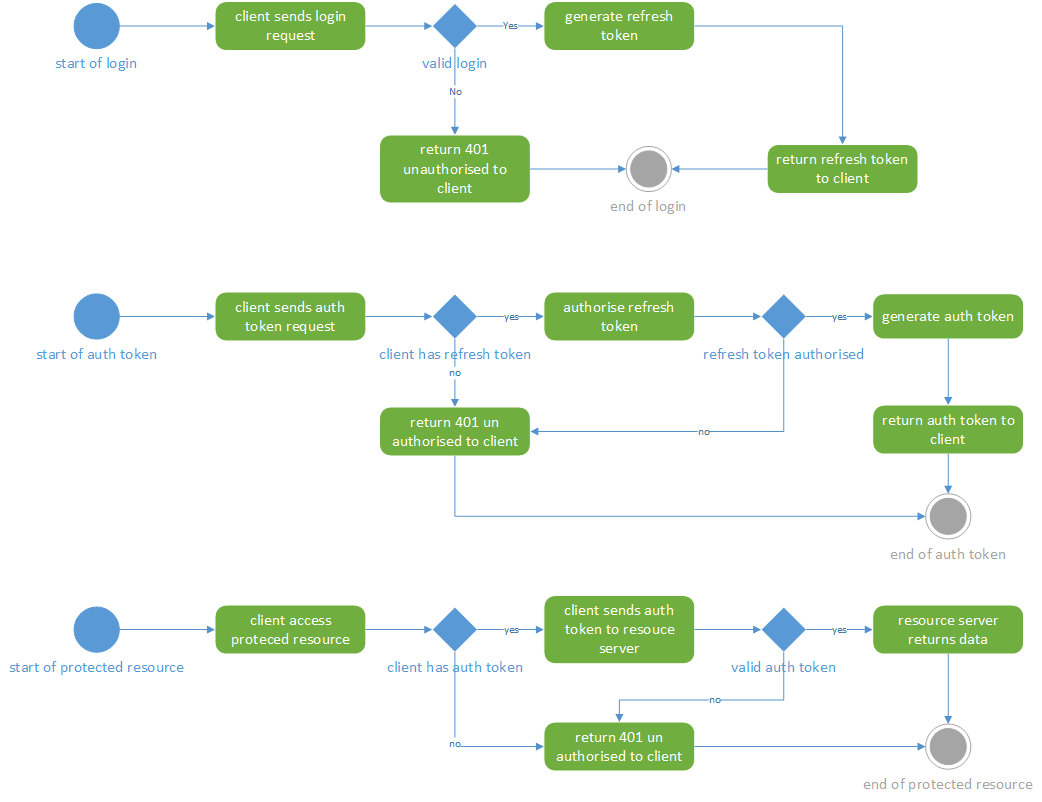 client sends login
request
Yes
generate refresh
token
start of login
valid login
No
return 401
unauthorised to
client
return refresh token
to client
end of login
client sends auth
token request
yes
authorise refresh
token
yes
generate auth token
start of auth token
client has refresh token
refresh token authorised
no
return 401 un
authorised to client
no
return auth token to
client
end of auth token
client access
proteced resource
yes
client sends auth
token to resouce
server
yes
resource server
returns data
start of protected resource
client has auth token
valid auth token
no
no
return 401 un
authorised to client
end of protected resource